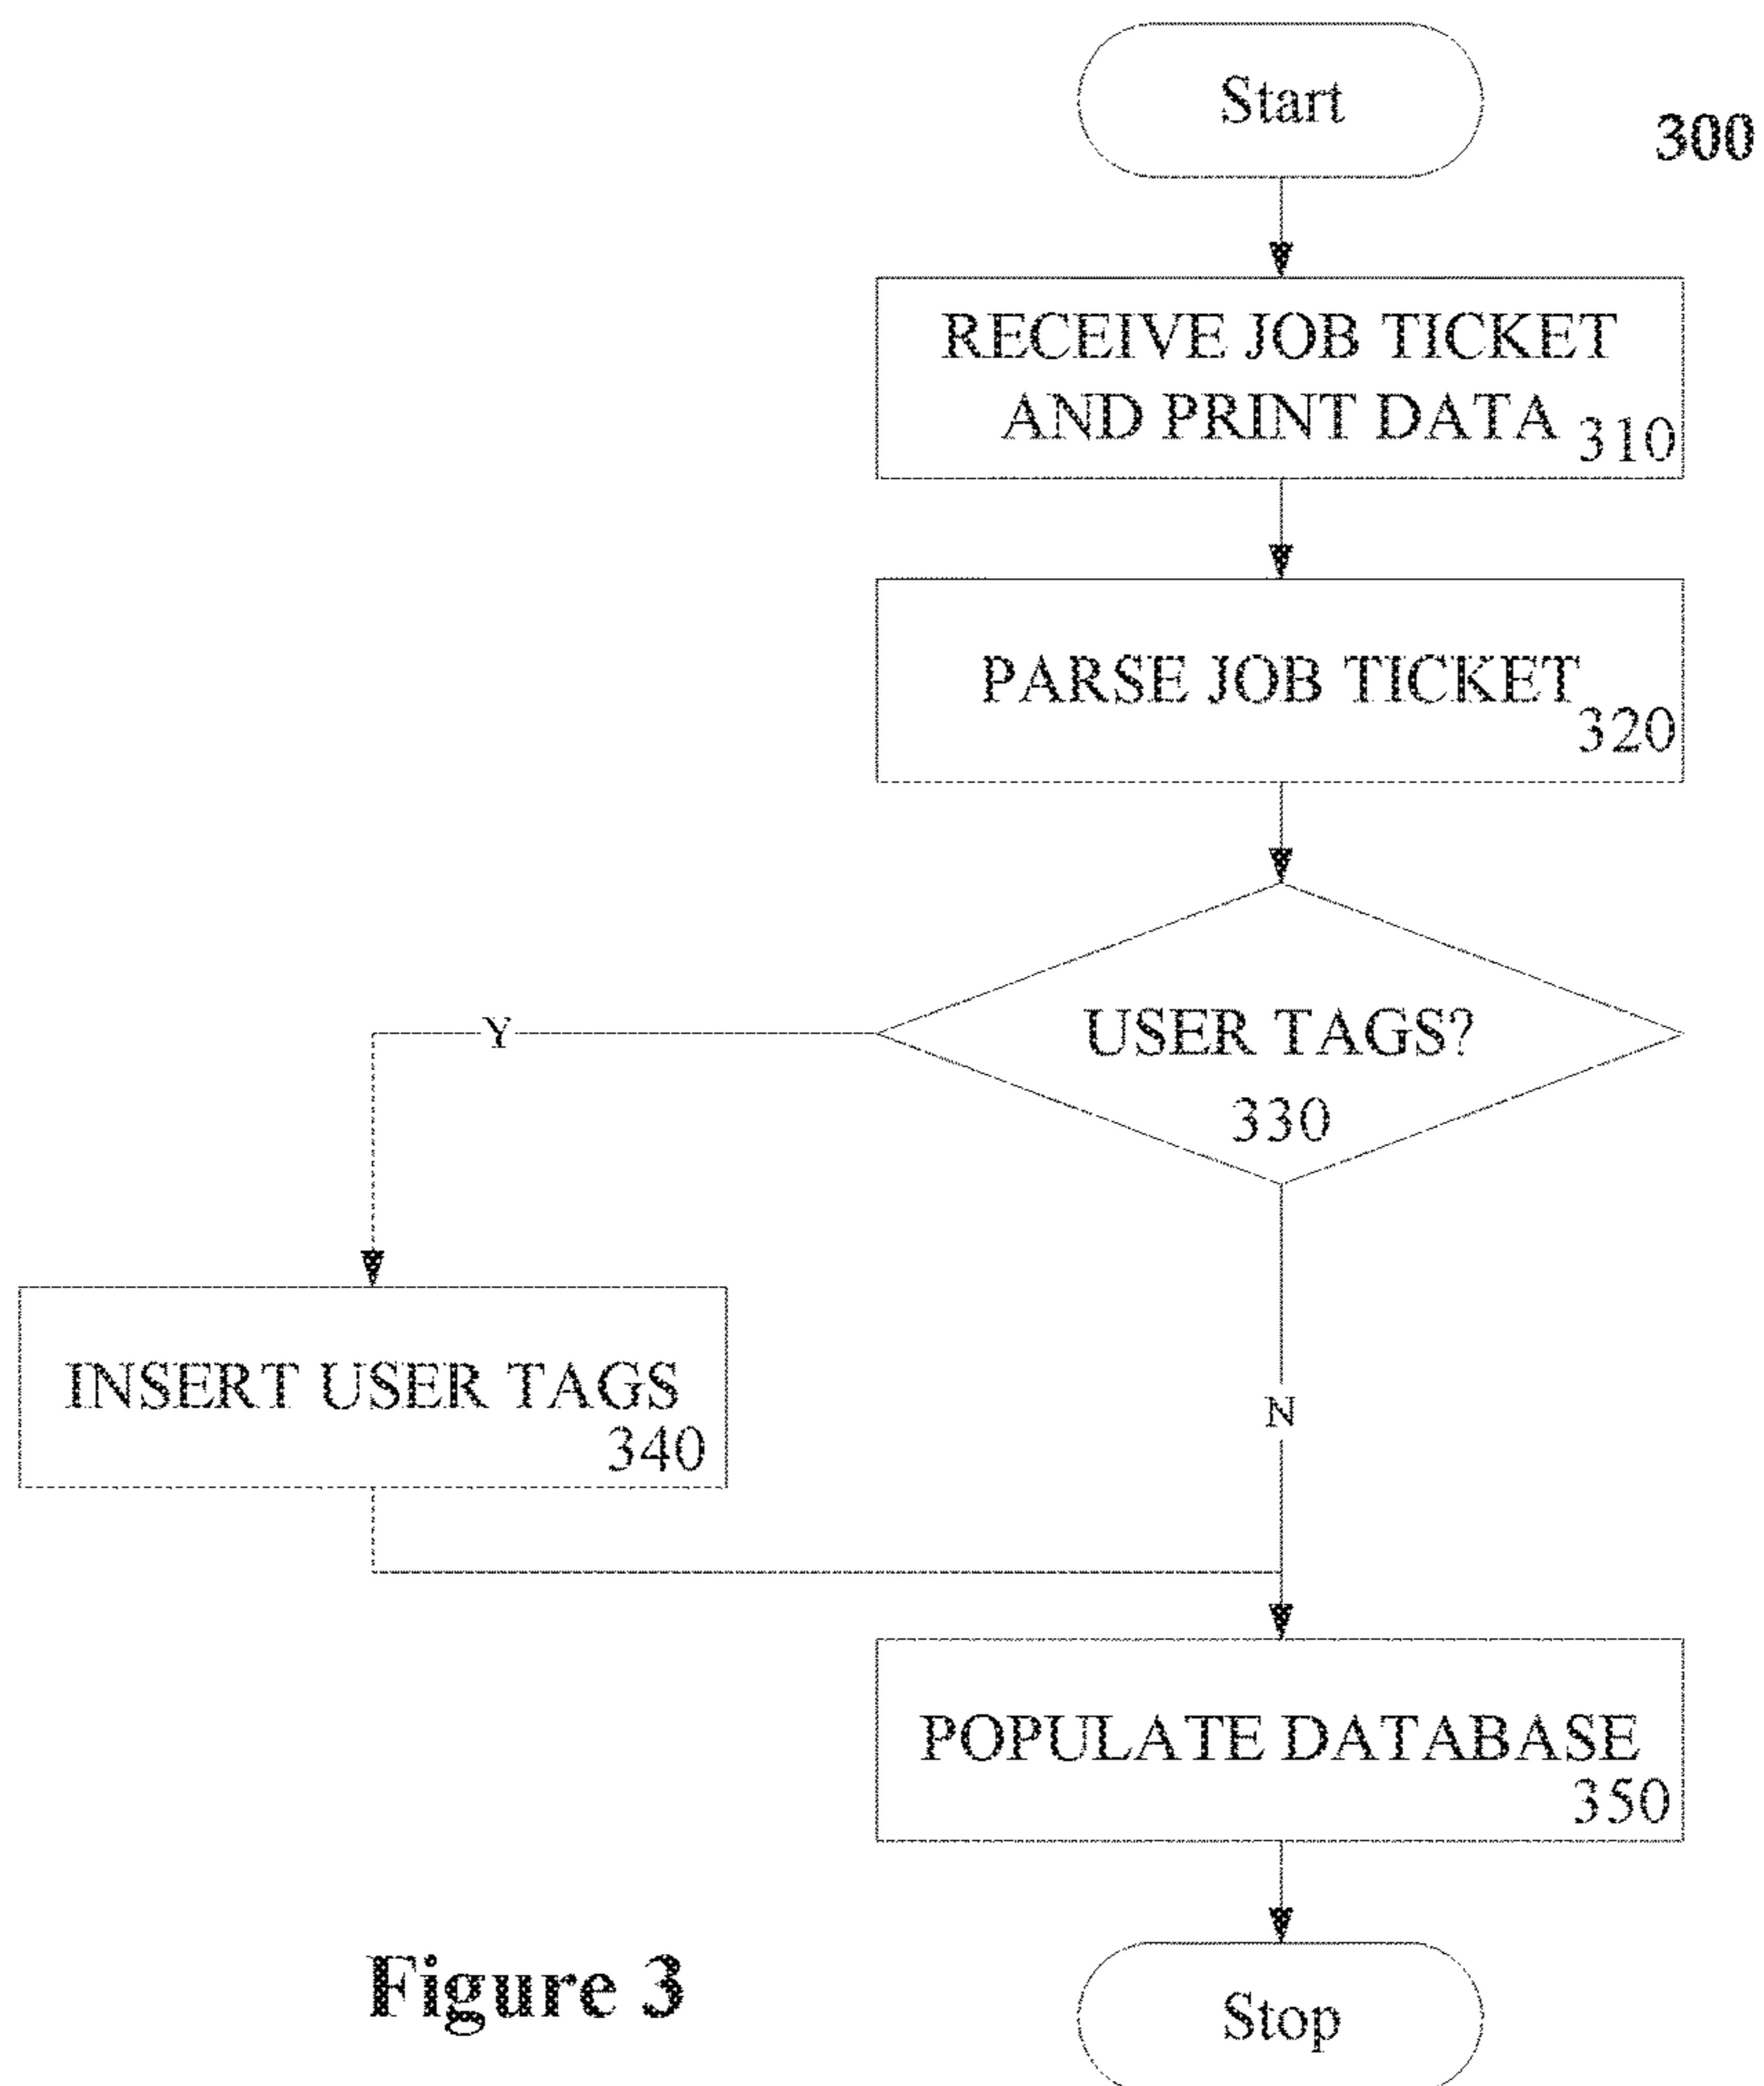 Start
300
RECEIVE JOB TICKET
AND PRINT DATA
310
PARSE JOB TICKET
320
Y
USER TAGS?
330
INSERT USER TAGS
340
N
POPULATE DATABASE
350
Figure 3
Stop